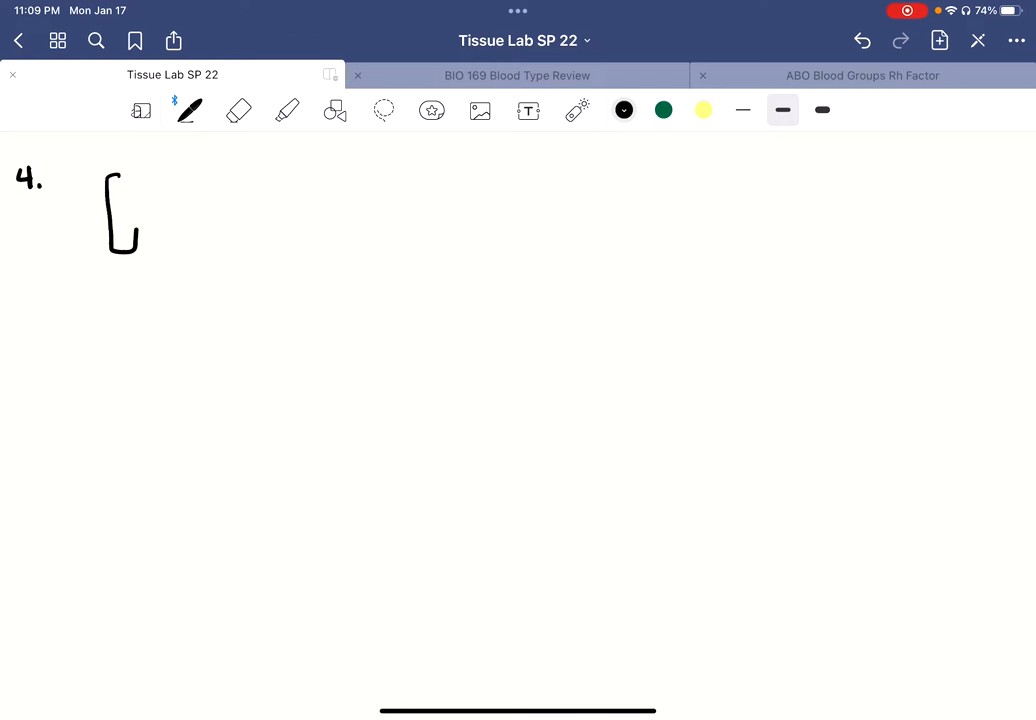 11:09 PM Mon Jan 17
74%
Tissue Lab SP 22
Tissue Lab SP 22
BIO 169 Blood Type Review
ABO Blood Groups Rh Factor
T
4.